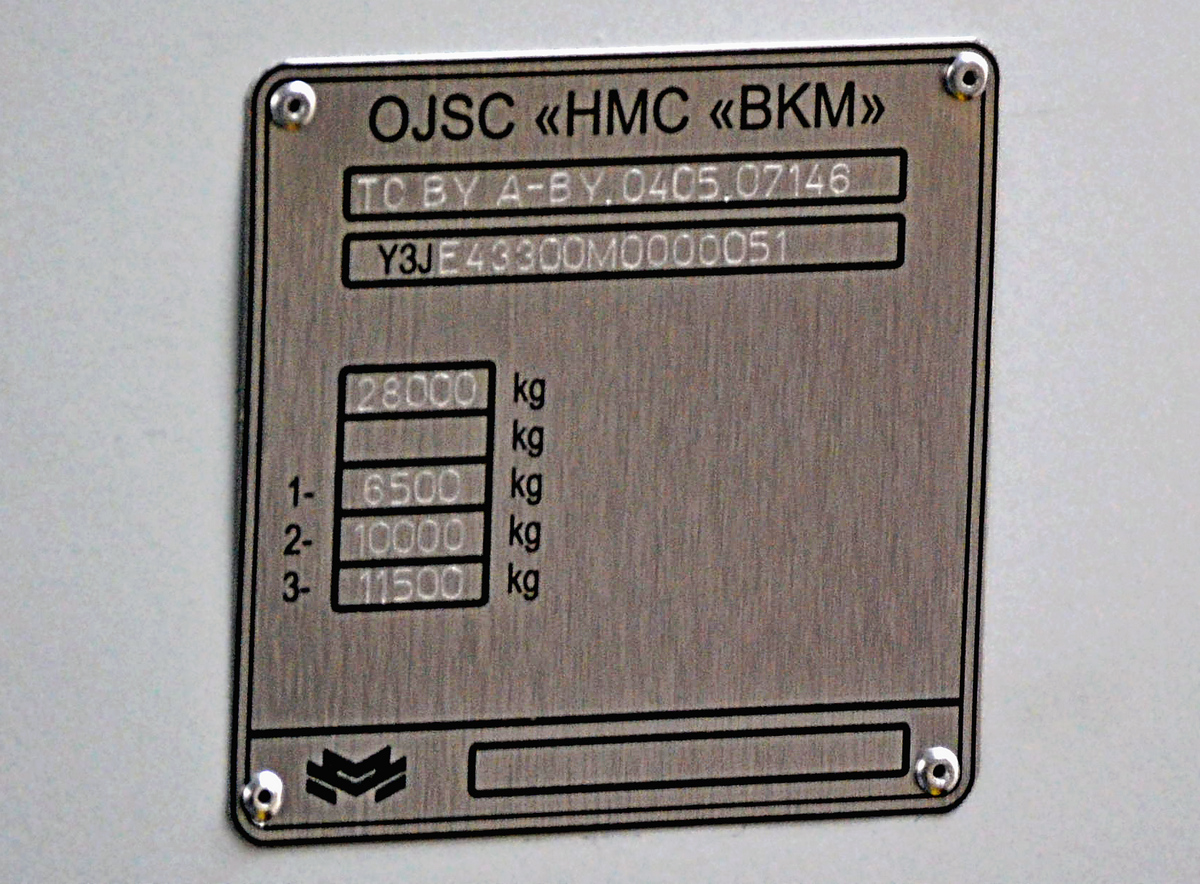 OJSC «HMC «BKM»
TC BY A-BY.0405.07146
Y3JE43300M0000051
28000 kg
kg
1- 6500 kg
2- 10000 kg
3- 11500 kg